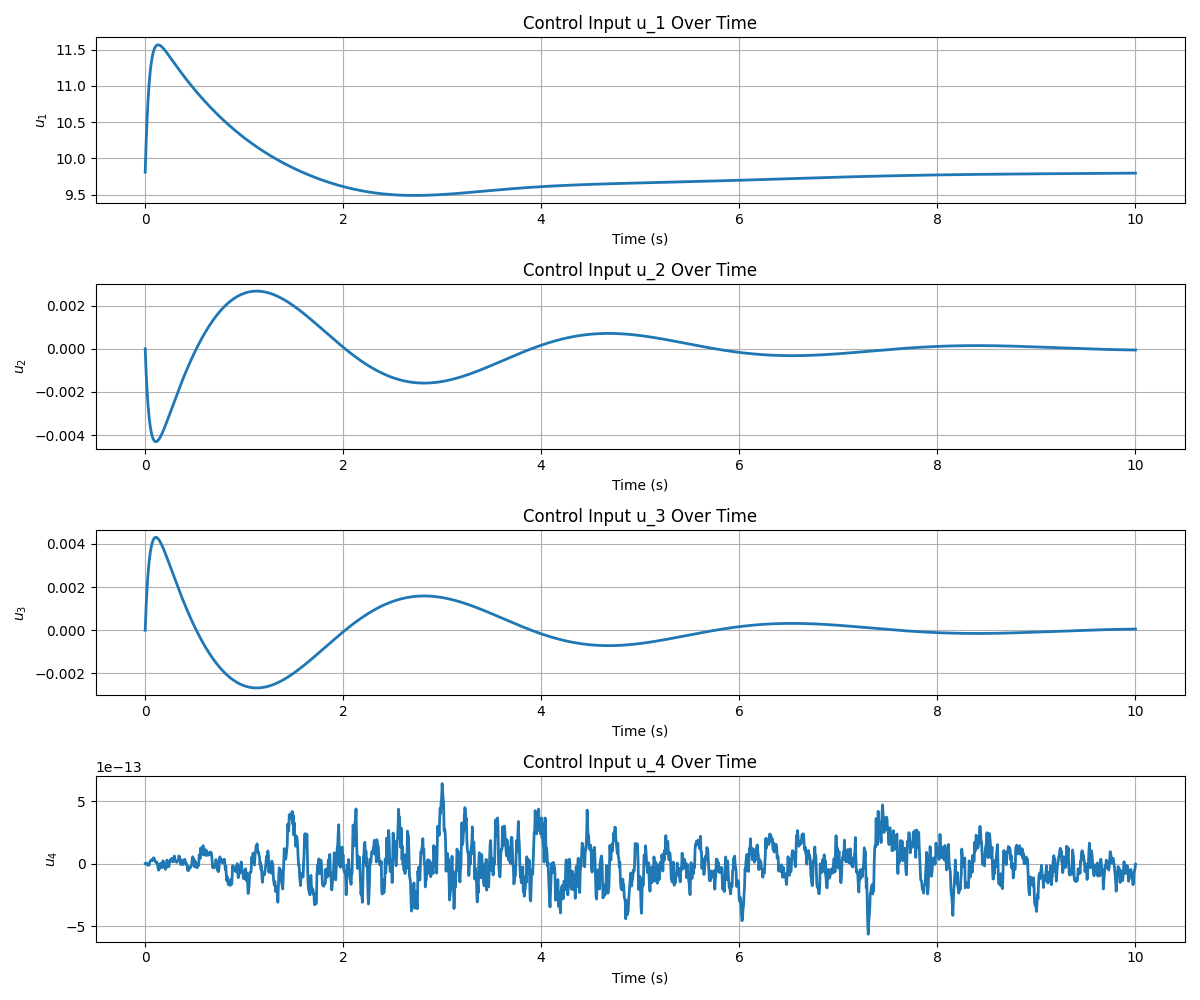 Control Input u_1 Over Time
11.5
11.0
10.5
10.0
9.5
u₁
0 2 4 6 8 10
Time (s)
Control Input u_2 Over Time
0.002
0.000
−0.002
−0.004
u₂
0 2 4 6 8 10
Time (s)
Control Input u_3 Over Time
0.004
0.002
0.000
−0.002
u₃
0 2 4 6 8 10
Time (s)
Control Input u_4 Over Time
1e−13
5
0
−5
u₄
0 2 4 6 8 10
Time (s)